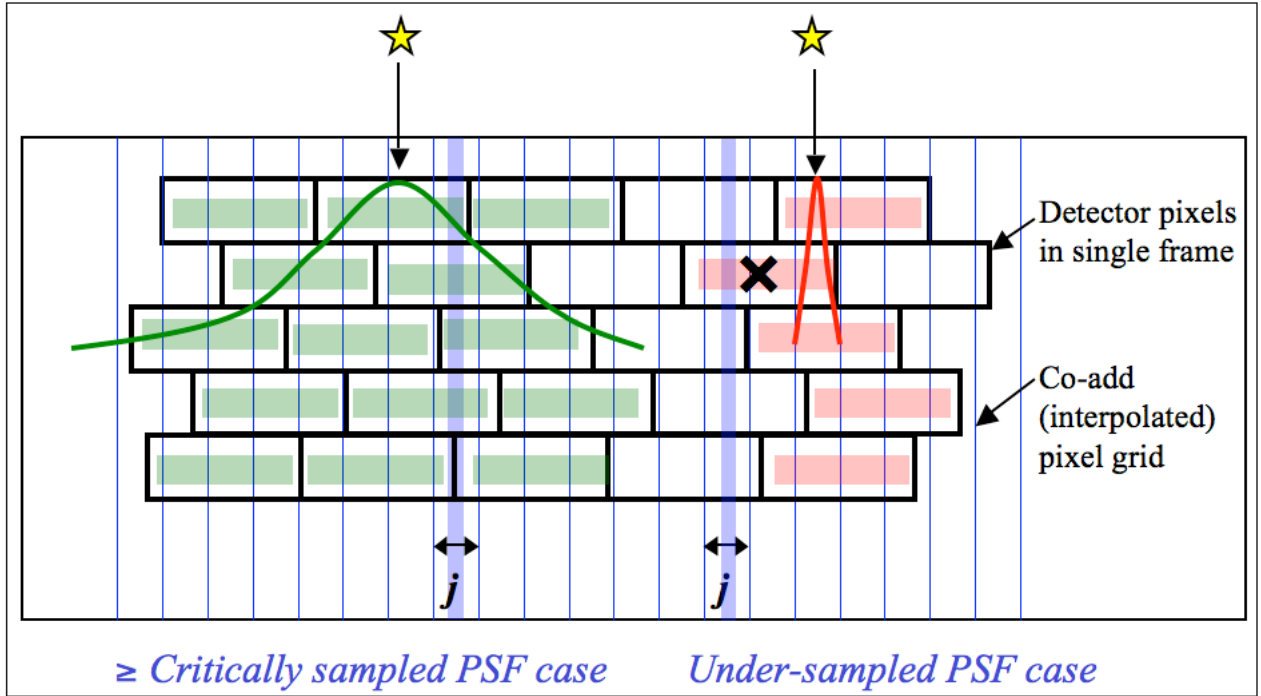 Detector pixels
in single frame
Co-add
(interpolated)
pixel grid
j
j
≥ Critically sampled PSF case
Under-sampled PSF case